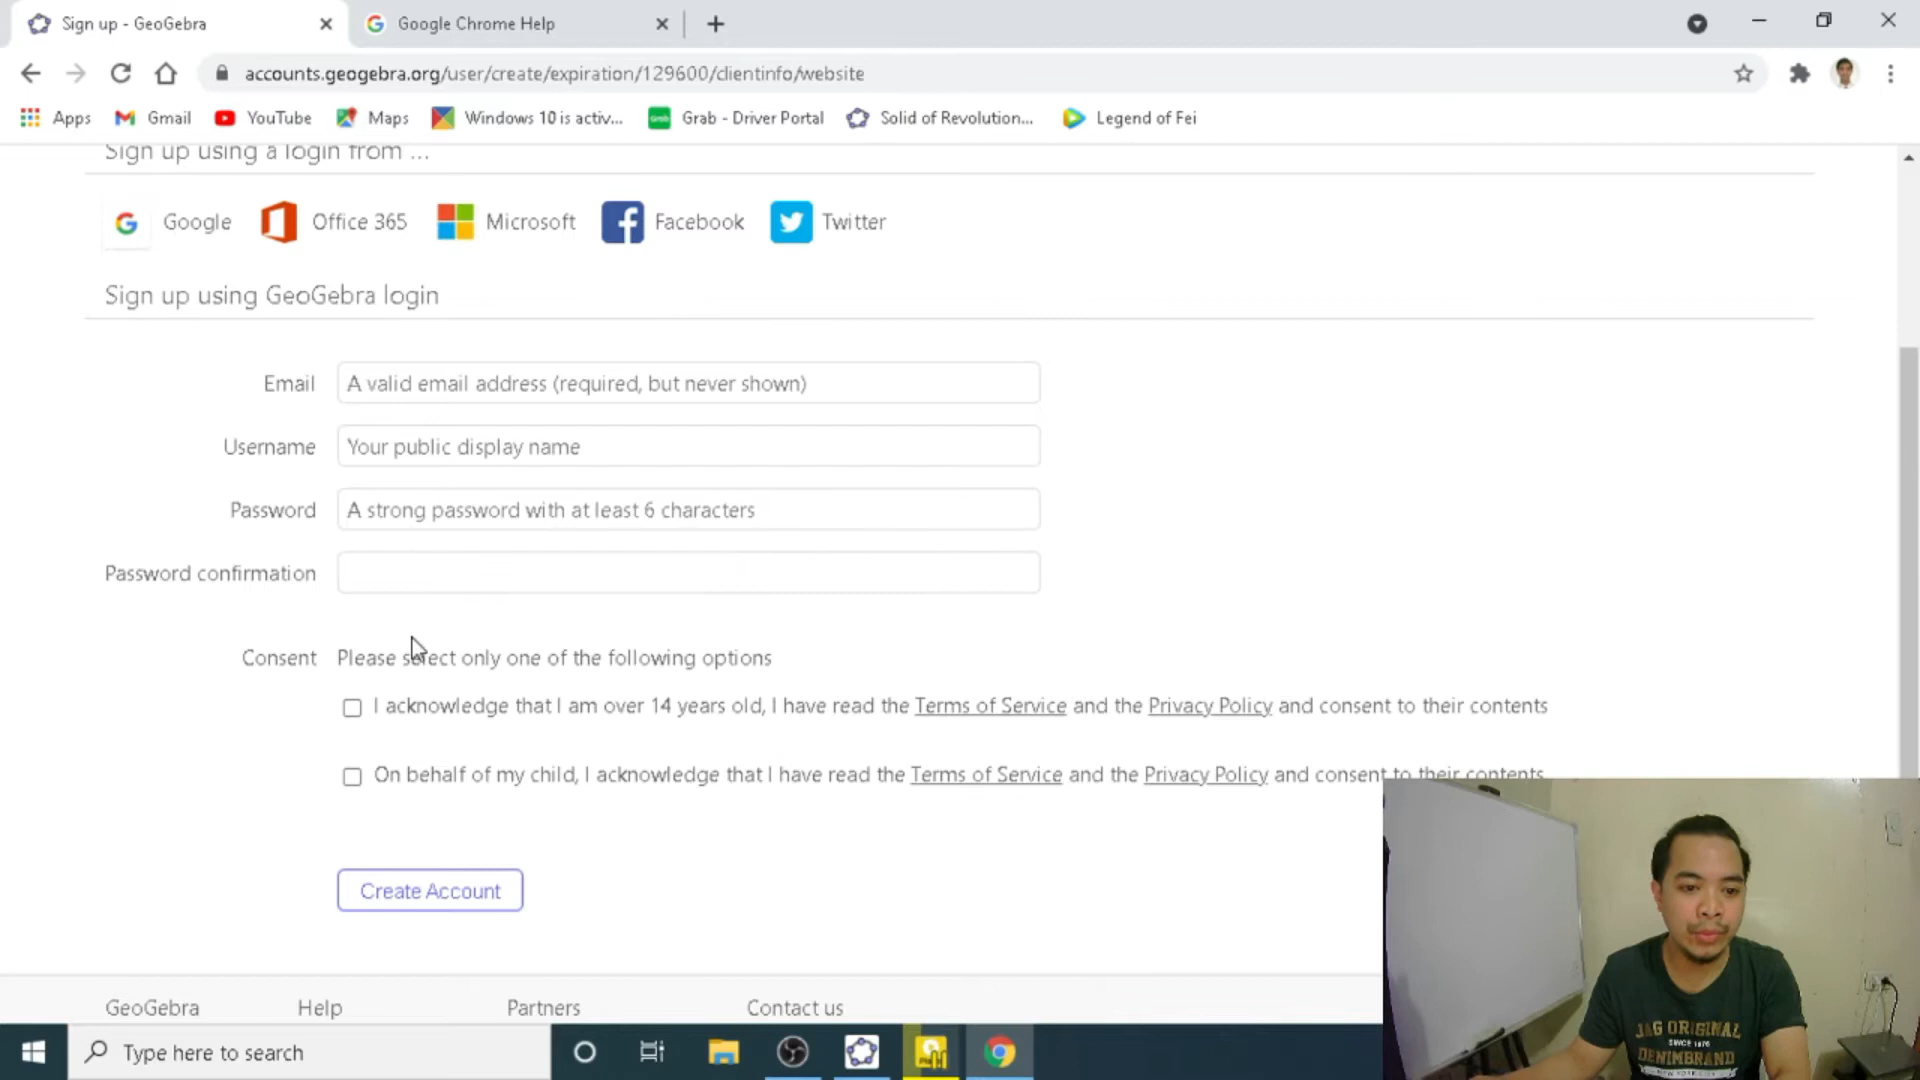 Sign up - GeoGebra
Google Chrome Help
accounts.geogebra.org/user/create/expiration/129600/clientinfo/website
Apps
Gmail
YouTube
Maps
Windows 10 is activ...
Grab - Driver Portal
Solid of Revolution...
Legend of Fei
Sign up using a login from ...
Google
Office 365
Microsoft
Facebook
Twitter
Sign up using GeoGebra login
Email
A valid email address (required, but never shown)
Username
Your public display name
Password
A strong password with at least 6 characters
Password confirmation
Consent
Please select only one of the following options
I acknowledge that I am over 14 years old, I have read the Terms of Service and the Privacy Policy and consent to their contents
On behalf of my child, I acknowledge that I have read the Terms of Service and the Privacy Policy and consent to their contents
Create Account
GeoGebra
Help
Partners
Contact us
Type here to search
JAG ORIGINAL
SINCE 1976
DENIMBRAND